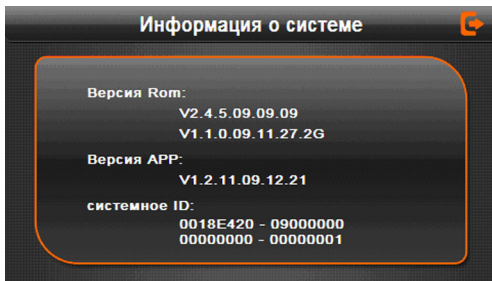 Информация о системе
Версия Rom:
V2.4.5.09.09.09
V1.1.0.09.11.27.2G
Версия APP:
V1.2.11.09.12.21
системное ID:
0018E420 - 09000000
00000000 - 00000001